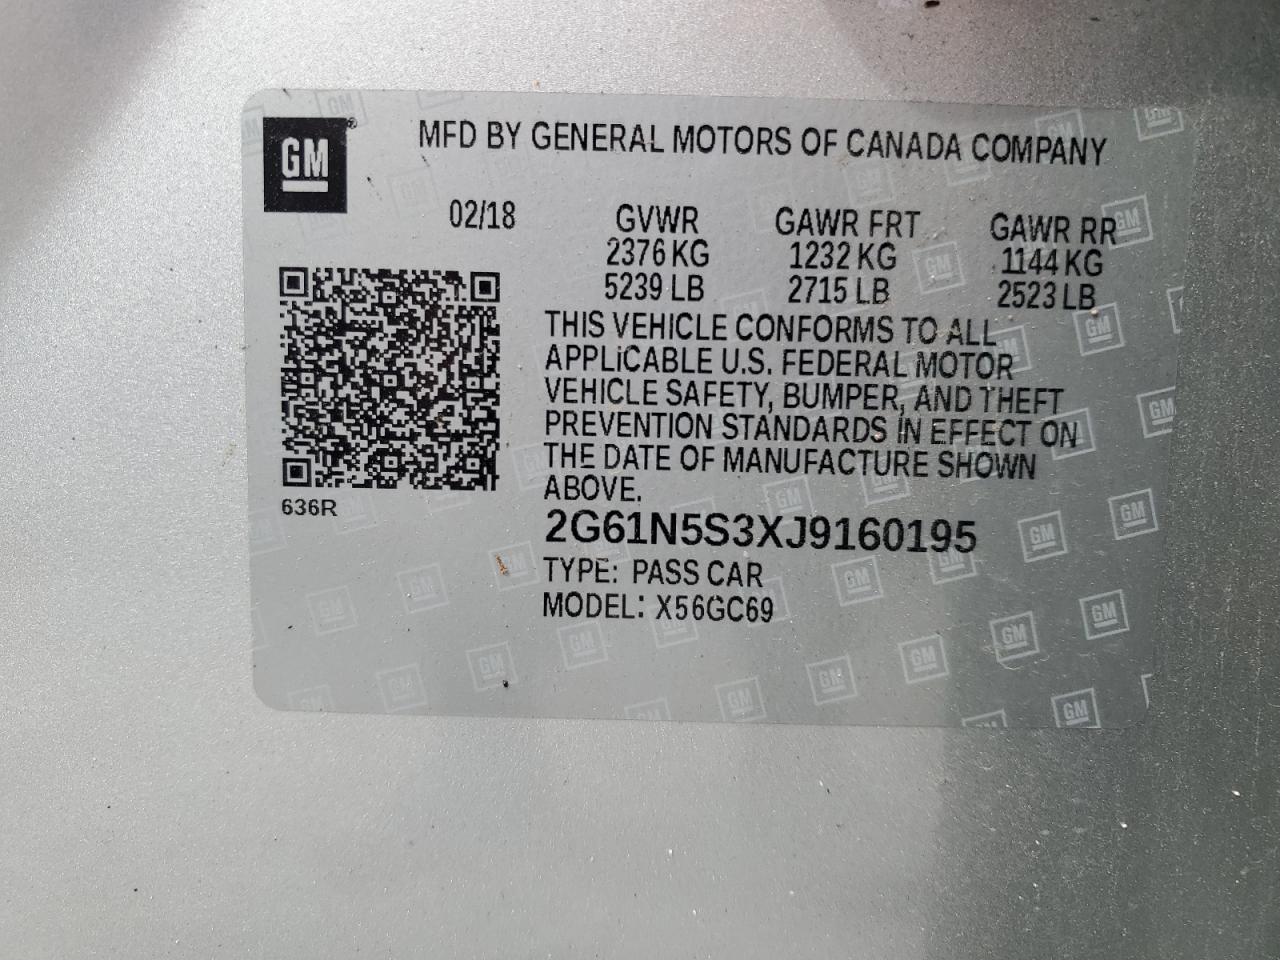 GM®
MFD BY GENERAL MOTORS OF CANADA COMPANY
02/18 GVWR GAWR FRT GAWR RR
2376 KG 1232 KG 1144 KG
5239 LB 2715 LB 2523 LB
THIS VEHICLE CONFORMS TO ALL
APPLiCABLE U.S. FEDERAL MOTOR
VEHICLE SAFETY, BUMPER, AND THEFT
PREVENTION STANDARDS IN EFFECT ON
THE DATE OF MANUFACTURE SHOWN
ABOVE.
636R
2G61N5S3XJ9160195
TYPE: PASS CAR
MODEL: X56GC69